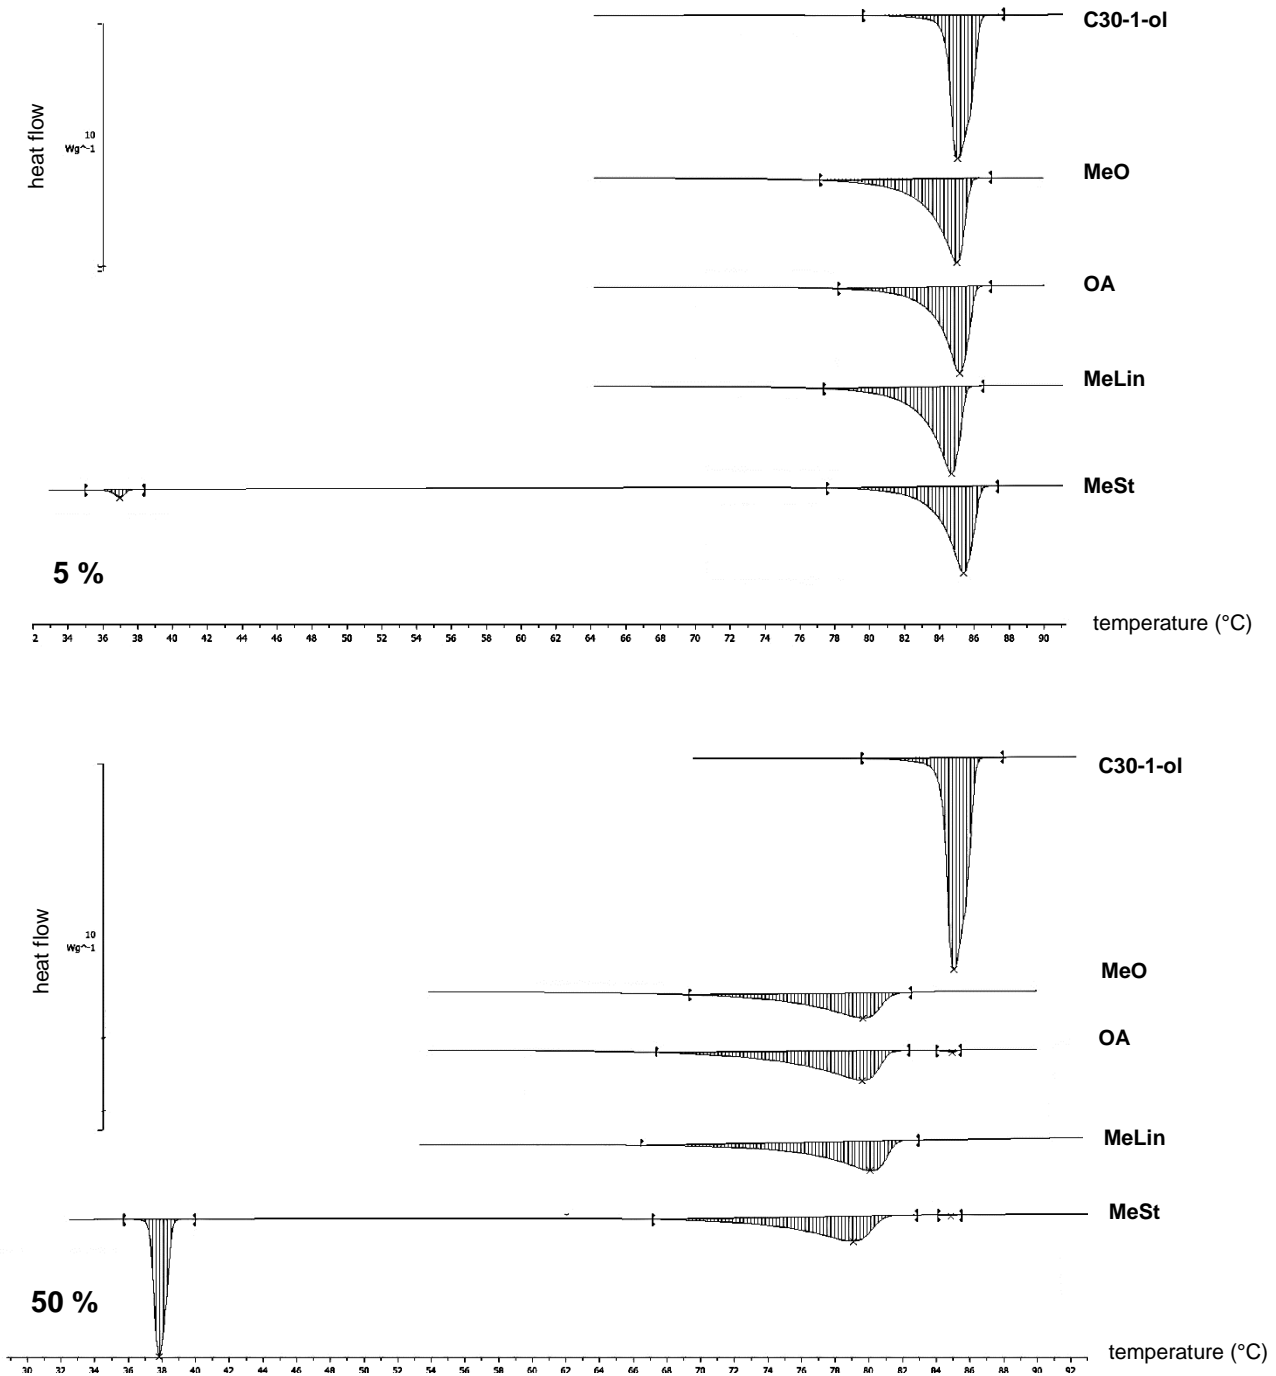 C30-1-ol
heat flow
10
Wg^-1
MeO
OA
MeLin
MeSt
5 %
2 34 36 38 40 42 44 46 48 50 52 54 56 58 60 62 64 66 68 70 72 74 76 78 80 82 84 86 88 90
temperature (°C)
C30-1-ol
heat flow
10
Wg^-1
MeO
OA
MeLin
MeSt
50 %
30 32 34 36 38 40 42 44 46 48 50 52 54 56 58 60 62 64 66 68 70 72 74 76 78 80 82 84 86 88 90 92
temperature (°C)